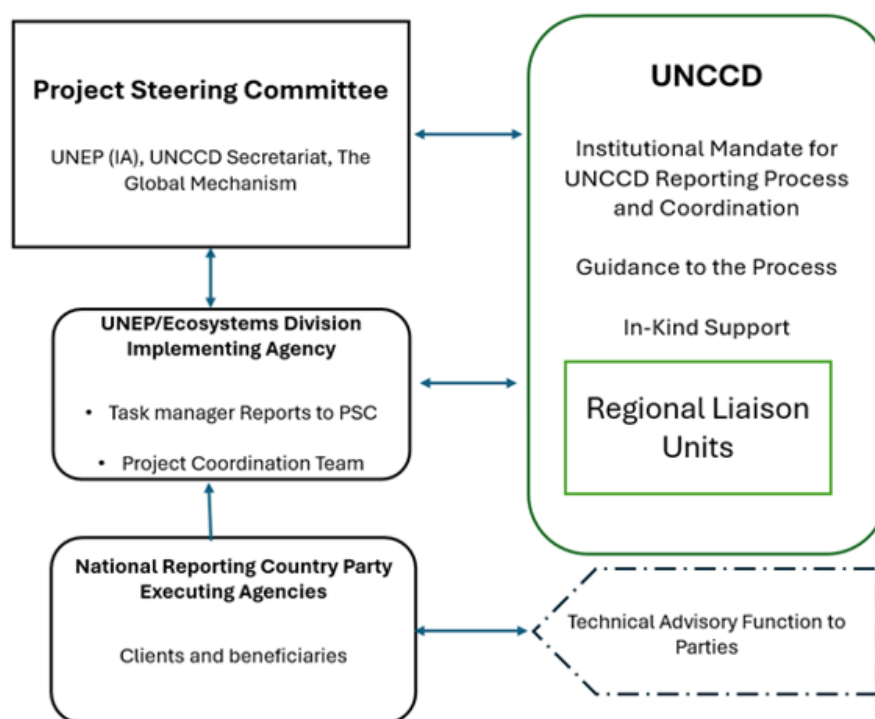 Project Steering Committee
UNEP (IA), UNCCD Secretariat, The
Global Mechanism
UNEP/Ecosystems Division
Implementing Agency
• Task manager Reports to PSC
• Project Coordination Team
National Reporting Country Party
Executing Agencies
Clients and beneficiaries
UNCCD
Institutional Mandate for
UNCCD Reporting Process
and Coordination
Guidance to the Process
In-Kind Support
Regional Liaison
Units
Technical Advisory Function to
Parties